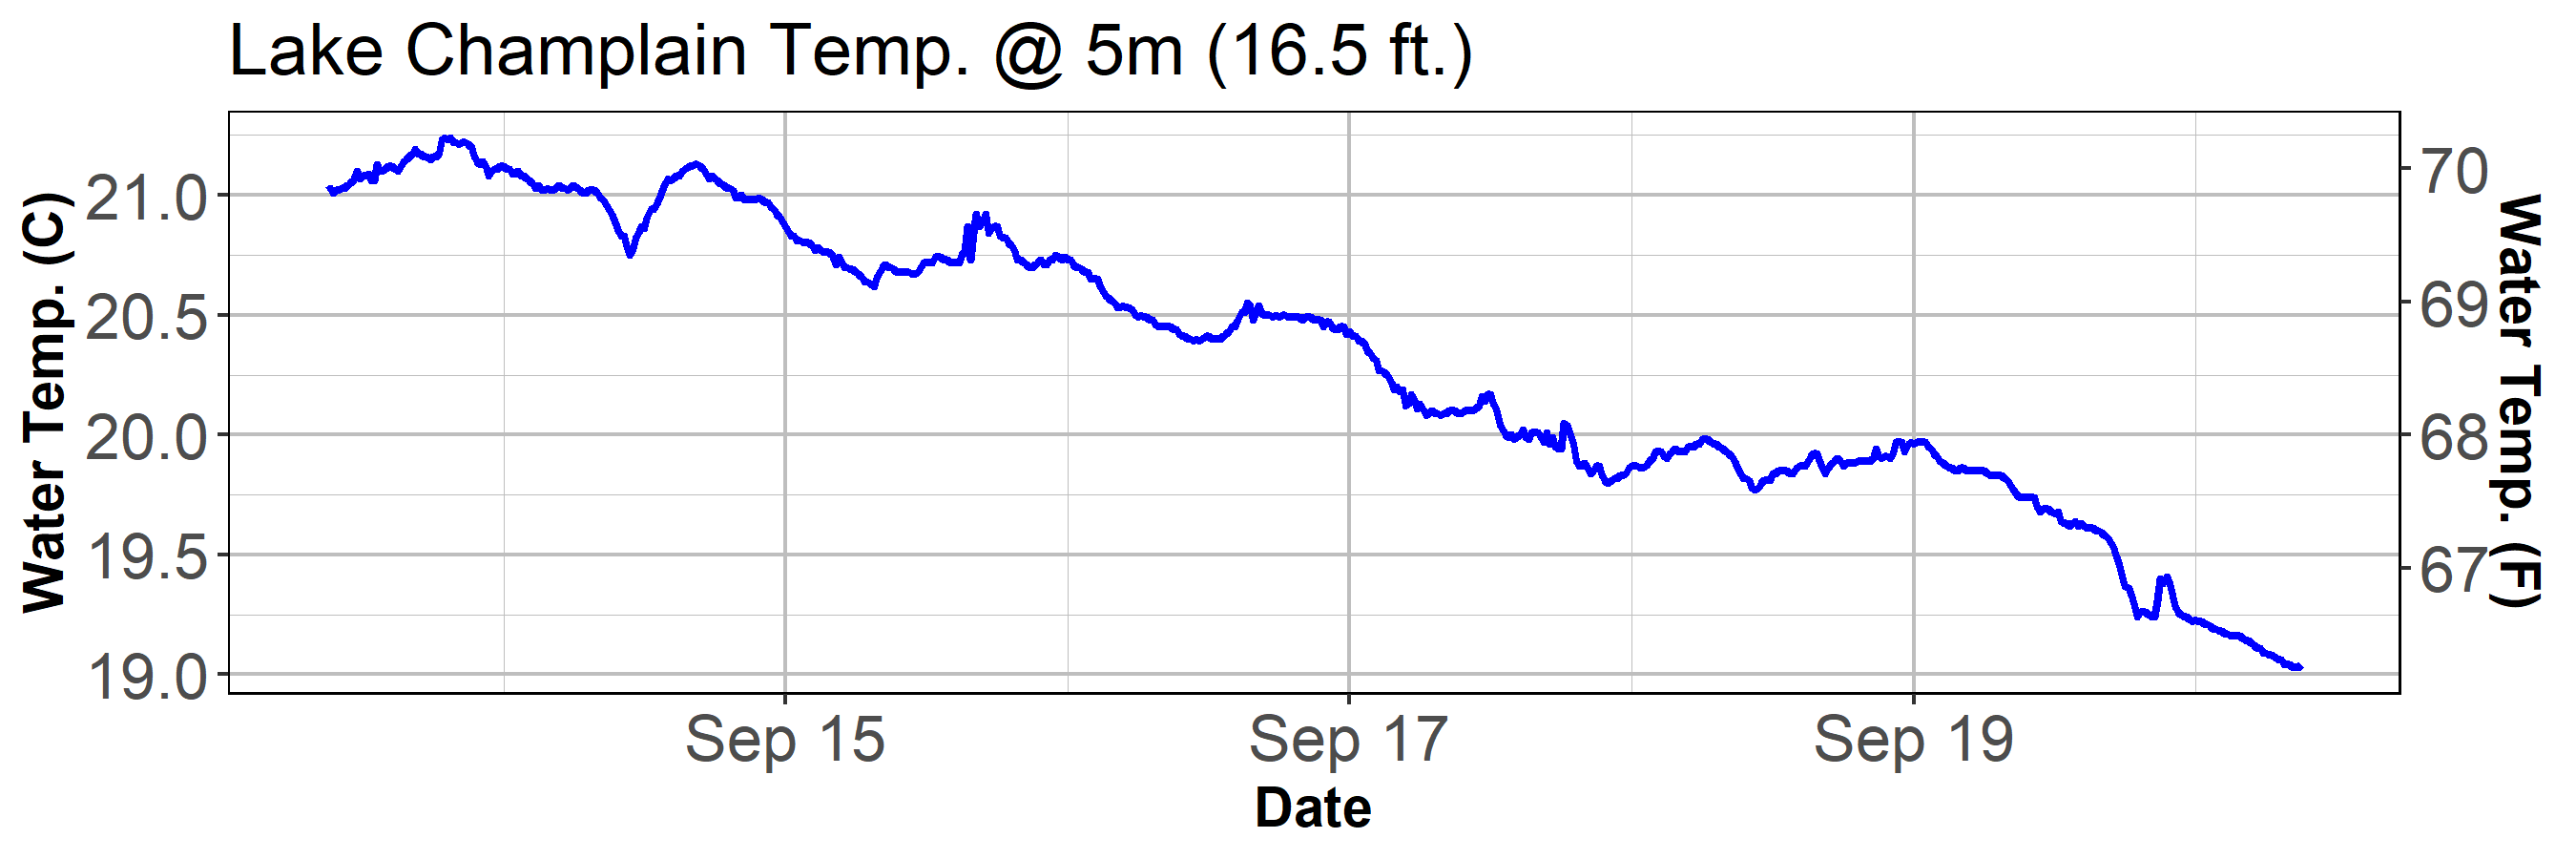 Lake Champlain Temp. @ 5m (16.5 ft.)
Water Temp. (C)
21.0
20.5
20.0
19.5
19.0
70
69
68
67
Water Temp. (F)
Sep 15
Sep 17
Sep 19
Date